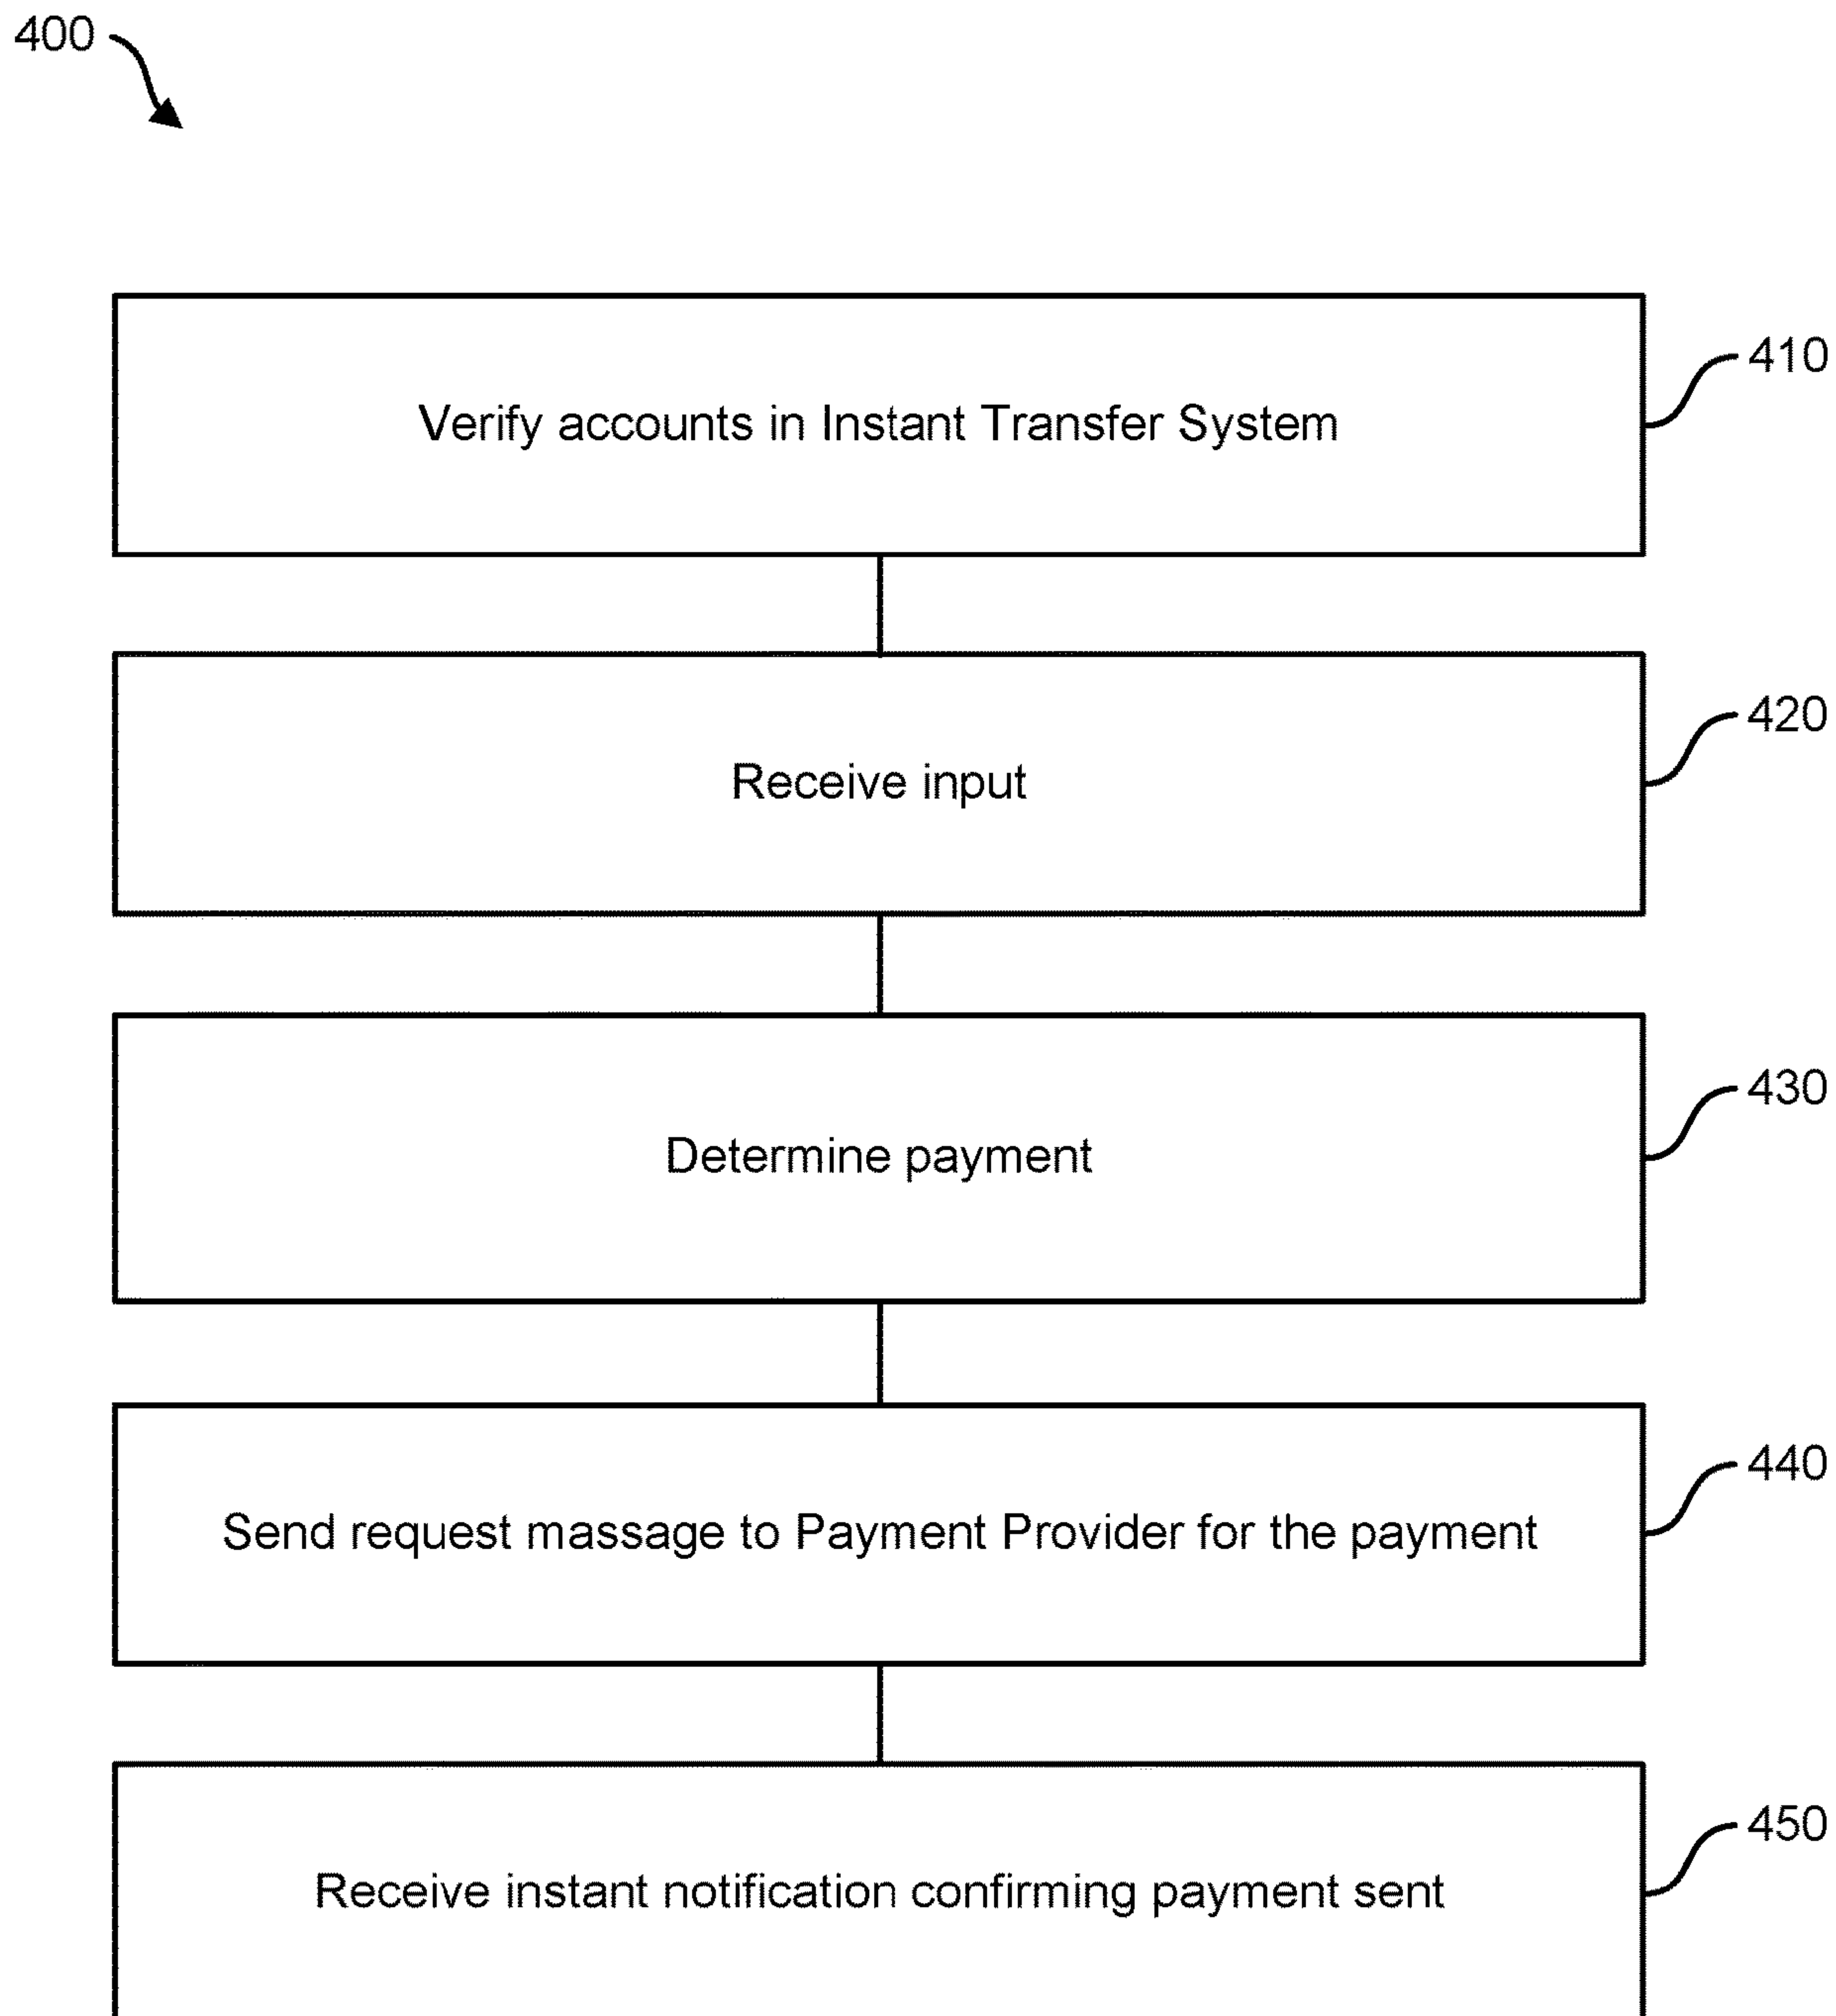 400
Verify accounts in Instant Transfer System
410
Receive input
420
Determine payment
430
Send request massage to Payment Provider for the payment
440
Receive instant notification confirming payment sent
450